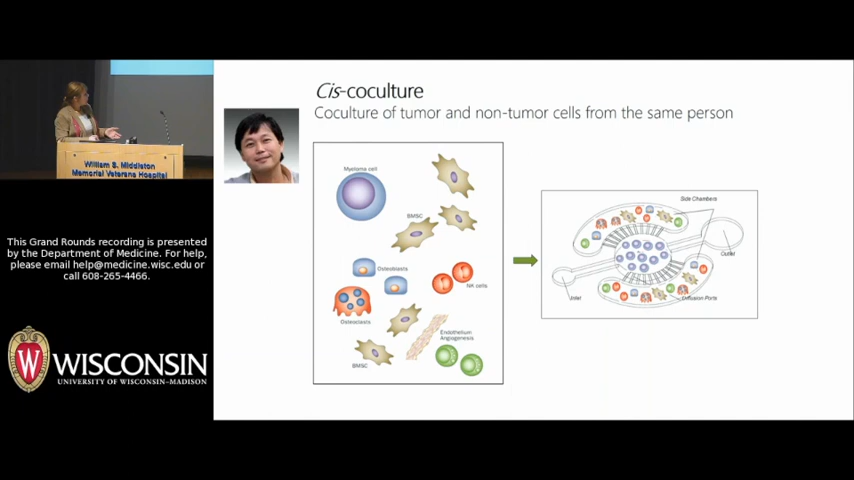 Cis-coculture
Coculture of tumor and non-tumor cells from the same person
William S. Middleton
Memorial Veterans Hospital
This Grand Rounds recording is presented
by the Department of Medicine. For help,
please email help@medicine.wisc.edu or
call 608-265-4466.
W WISCONSIN
UNIVERSITY OF WISCONSIN–MADISON
Myeloma cell
BMSC
Osteoblasts
NK cells
Osteoclasts
Endothelium
Angiogenesis
BMSC
Side Chambers
Outlet
Inlet
Diffusion Ports